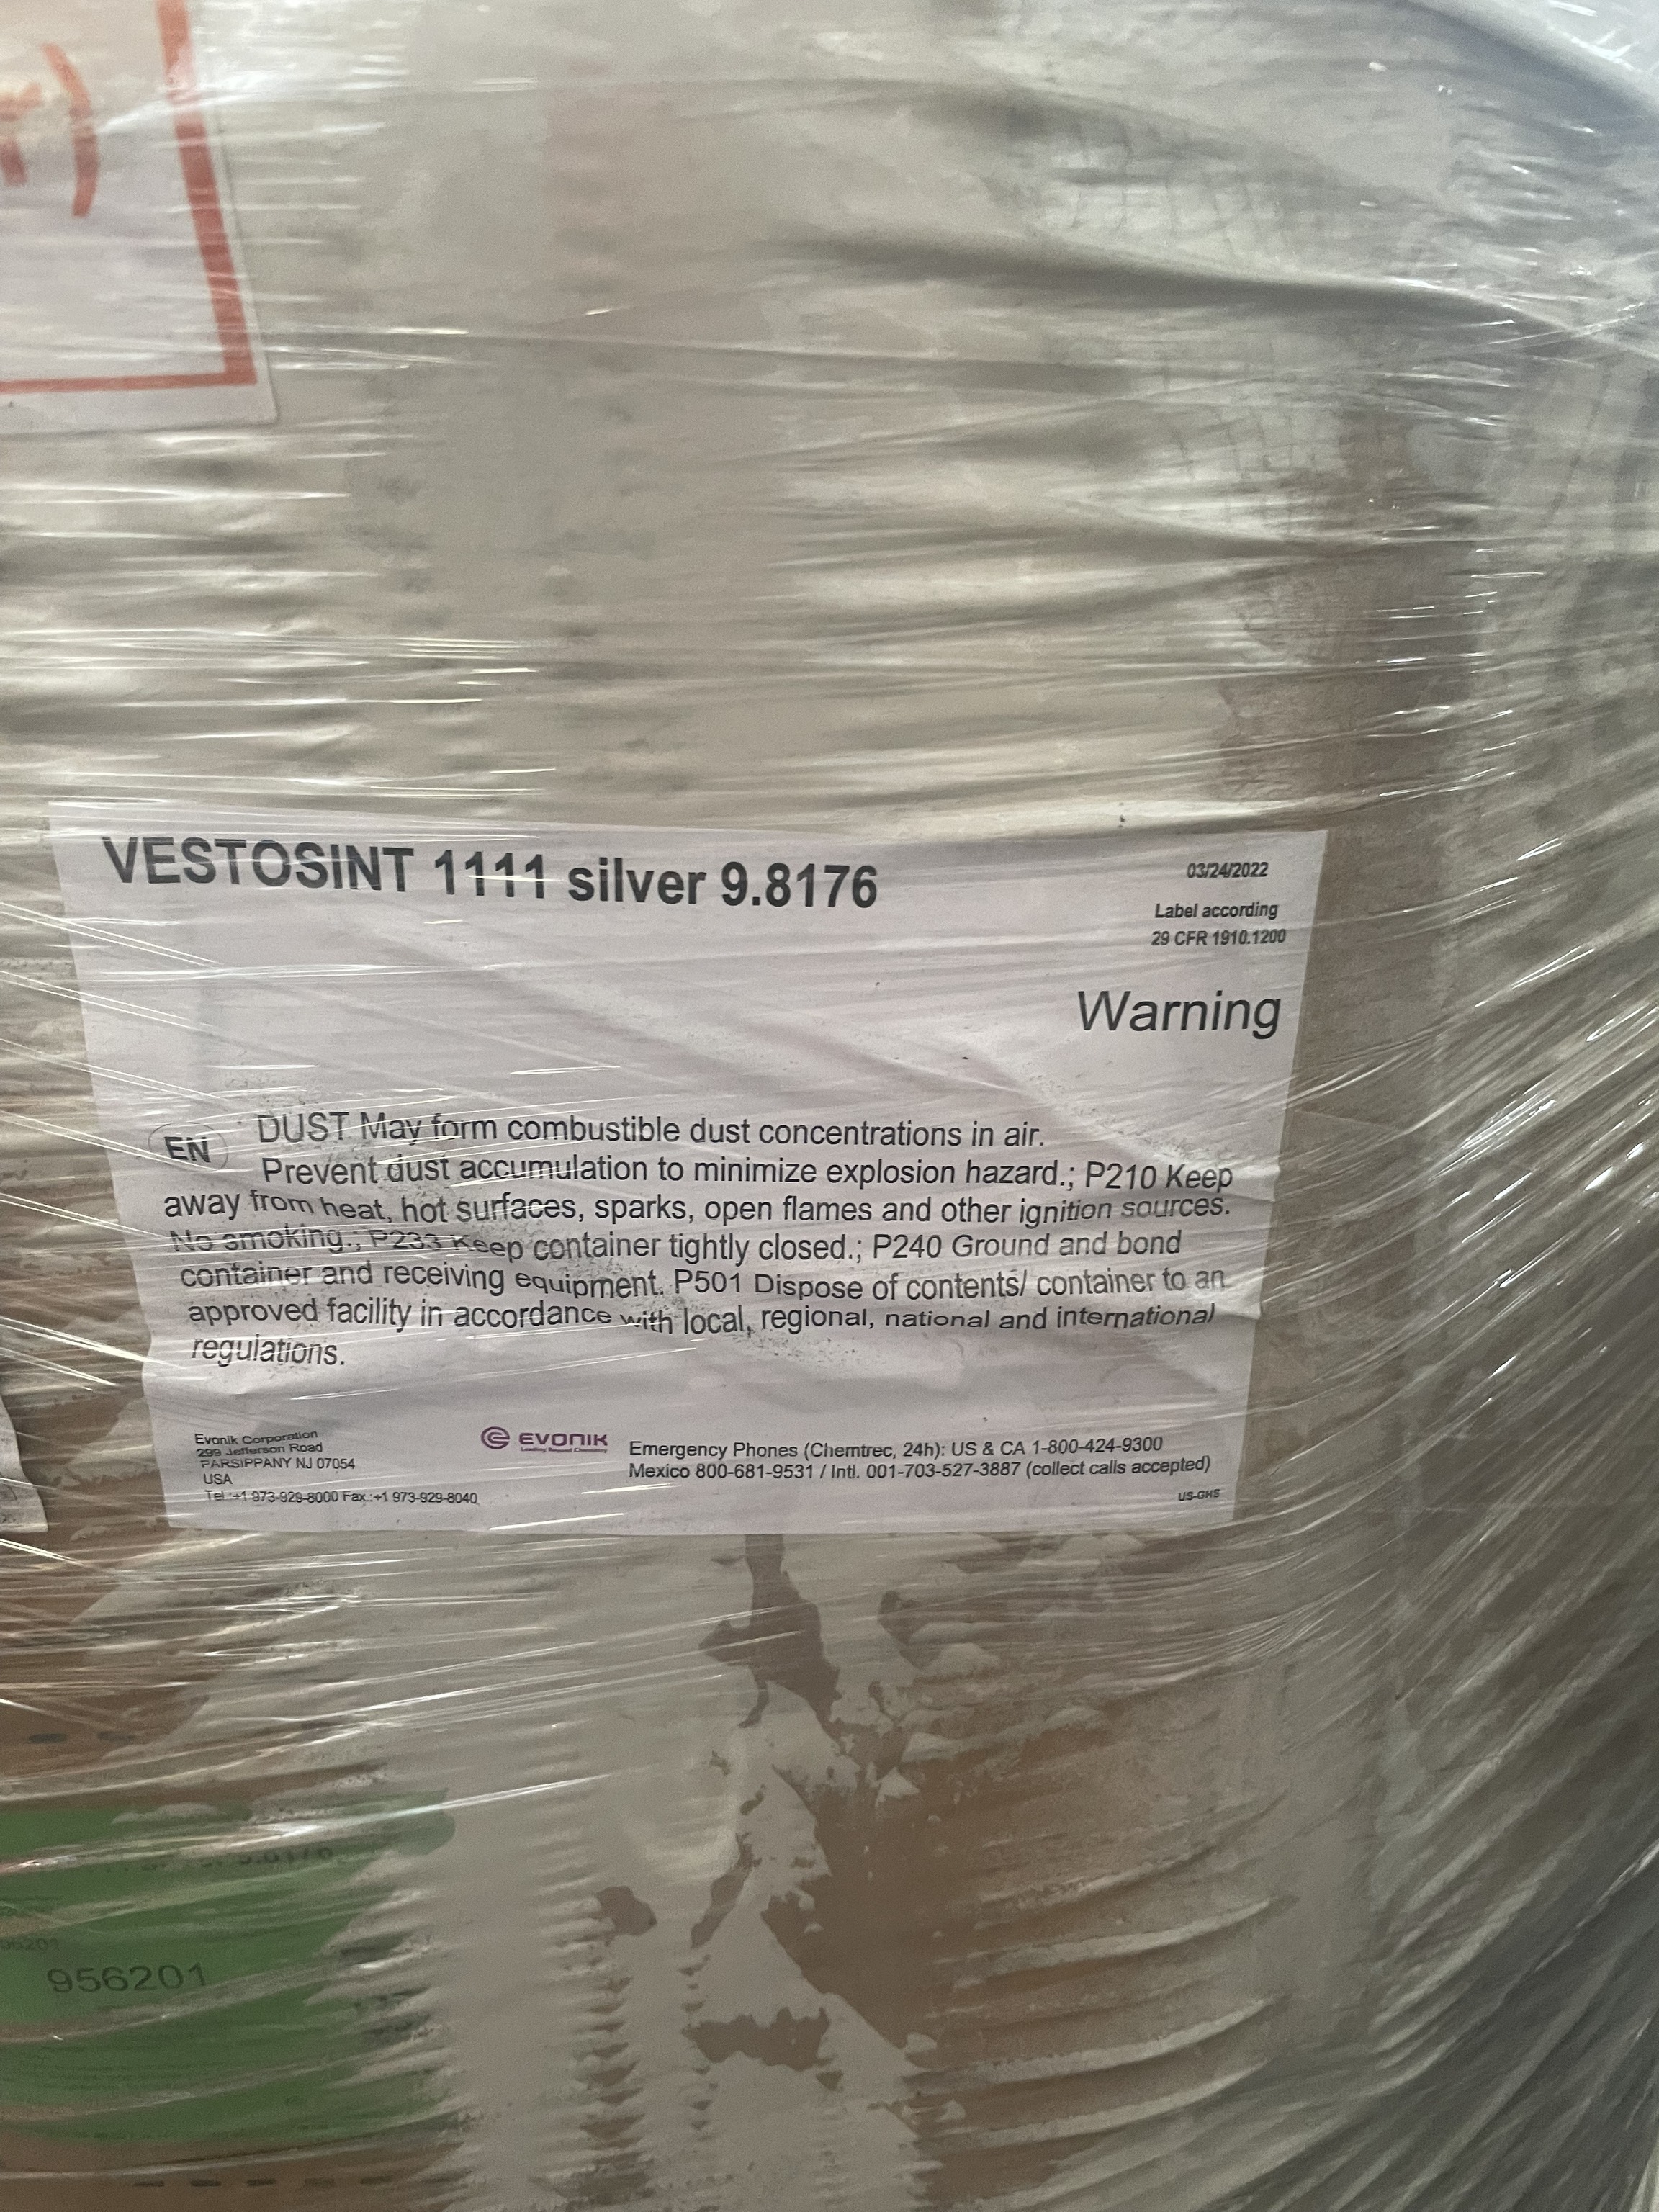 VESTOSINT 1111 silver 9.8176
03/24/2022
Label according
29 CFR 1910.1200
Warning
EN
DUST May form combustible dust concentrations in air.
Prevent dust accumulation to minimize explosion hazard.; P210 Keep
away from heat, hot surfaces, sparks, open flames and other ignition sources.
No smoking.; P233 Keep container tightly closed.; P240 Ground and bond
container and receiving equipment. P501 Dispose of contents/ container to an
approved facility in accordance with local, regional, national and international
regulations.
Evonik Corporation
299 Jefferson Road
PARSIPPANY NJ 07054
USA
Tel.:+1 973-929-8000 Fax.:+1 973-929-8040
EVONIK
Leading Beyond Chemistry
Emergency Phones (Chemtrec, 24h): US & CA 1-800-424-9300
Mexico 800-681-9531 / Intl. 001-703-527-3887 (collect calls accepted)
US-GHS
956201